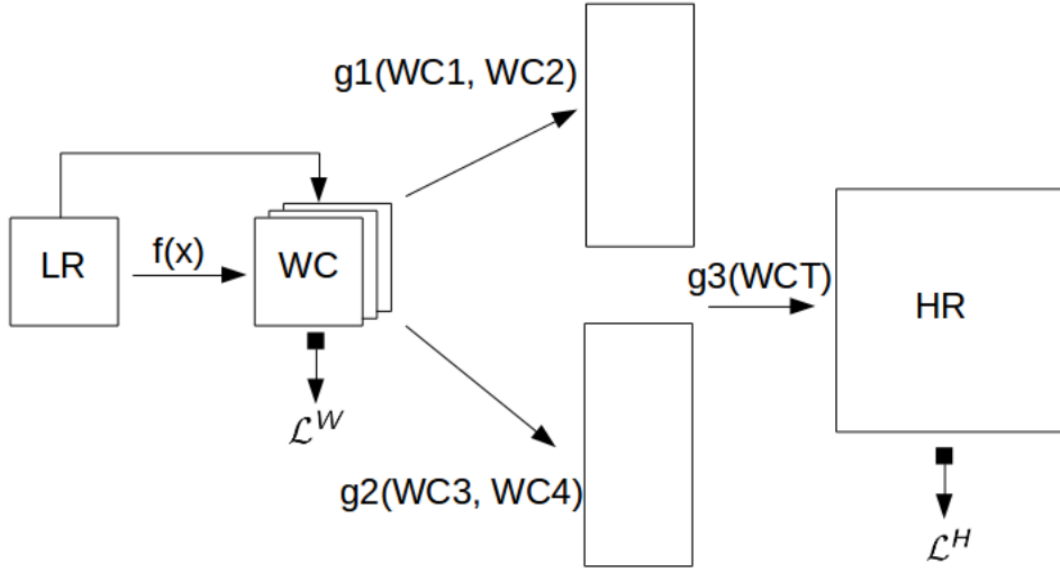 g1(WC1, WC2)
LR
f(x)
WC
g3(WCT)
HR
ℒ^W
g2(WC3, WC4)
ℒ^H